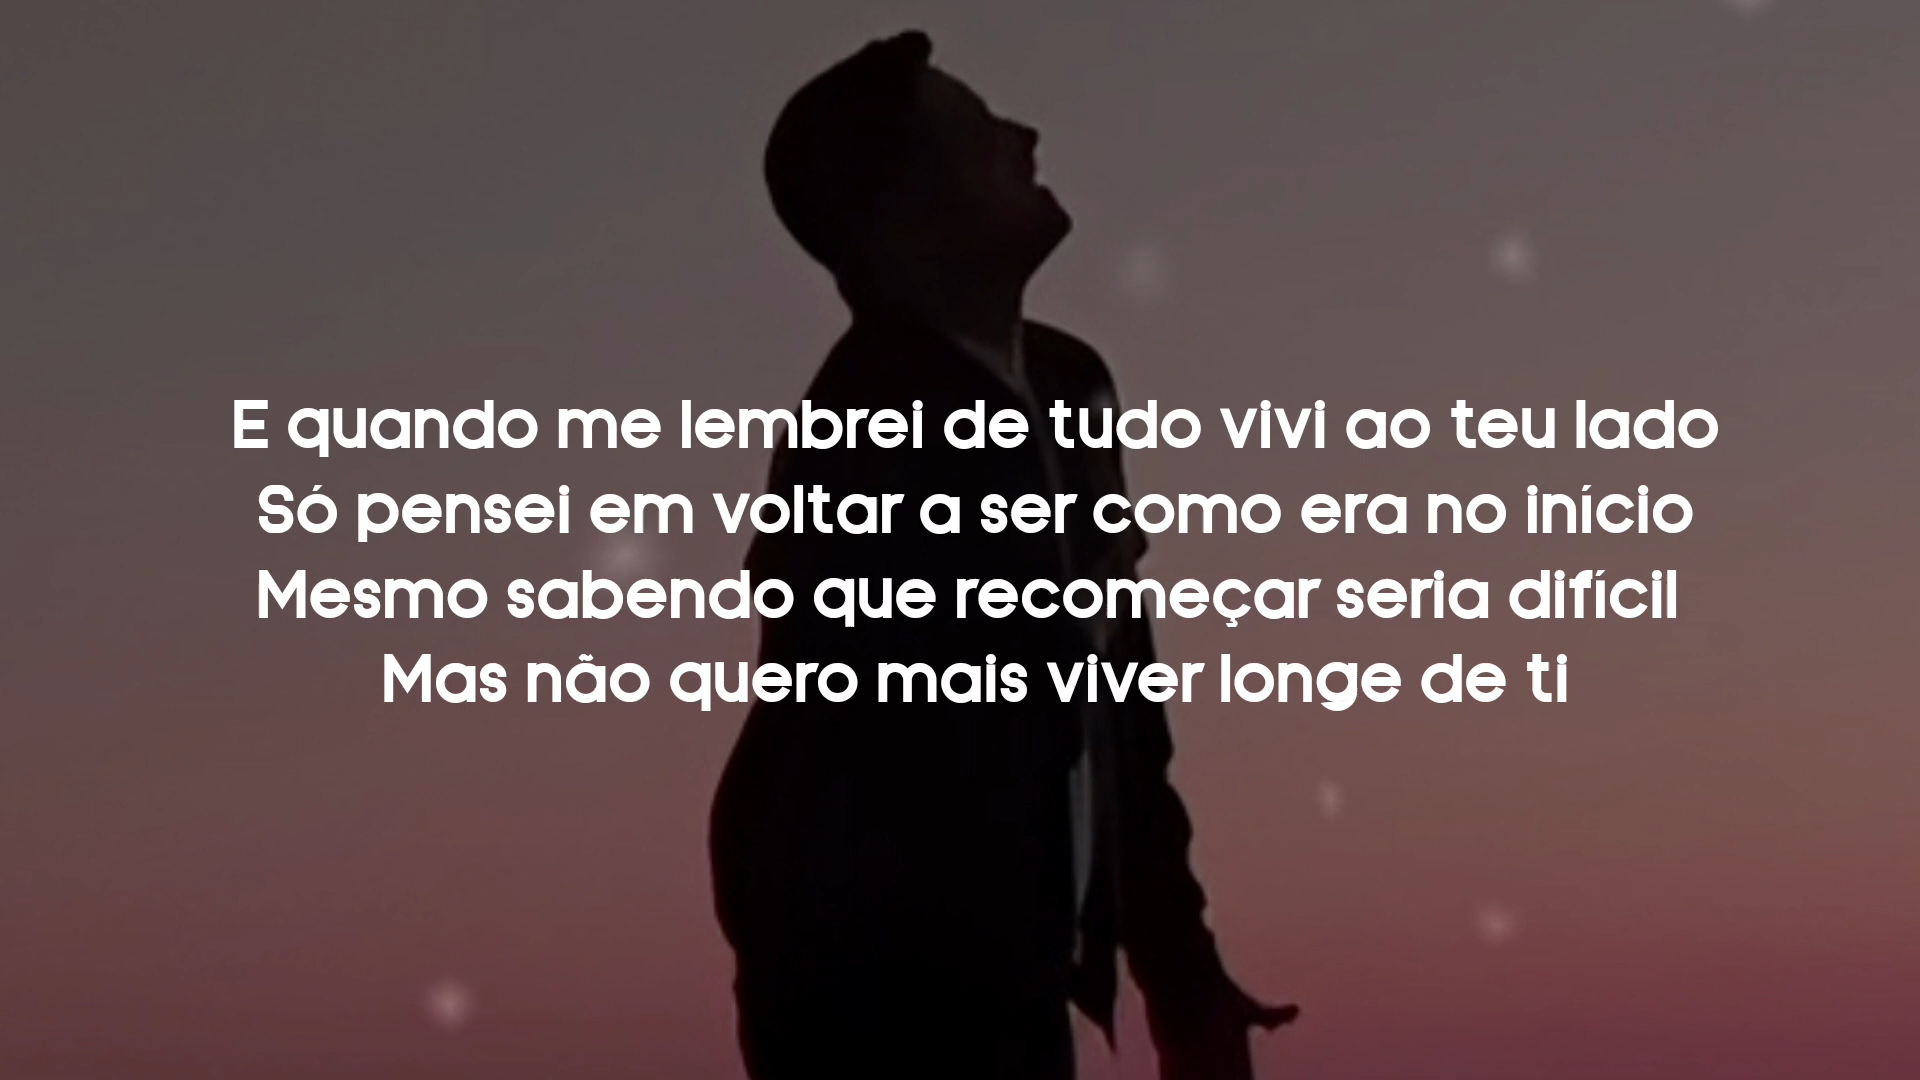 E quando me lembrei de tudo vivi ao teu lado
Só pensei em voltar a ser como era no início
Mesmo sabendo que recomeçar seria difícil
Mas não quero mais viver longe de ti